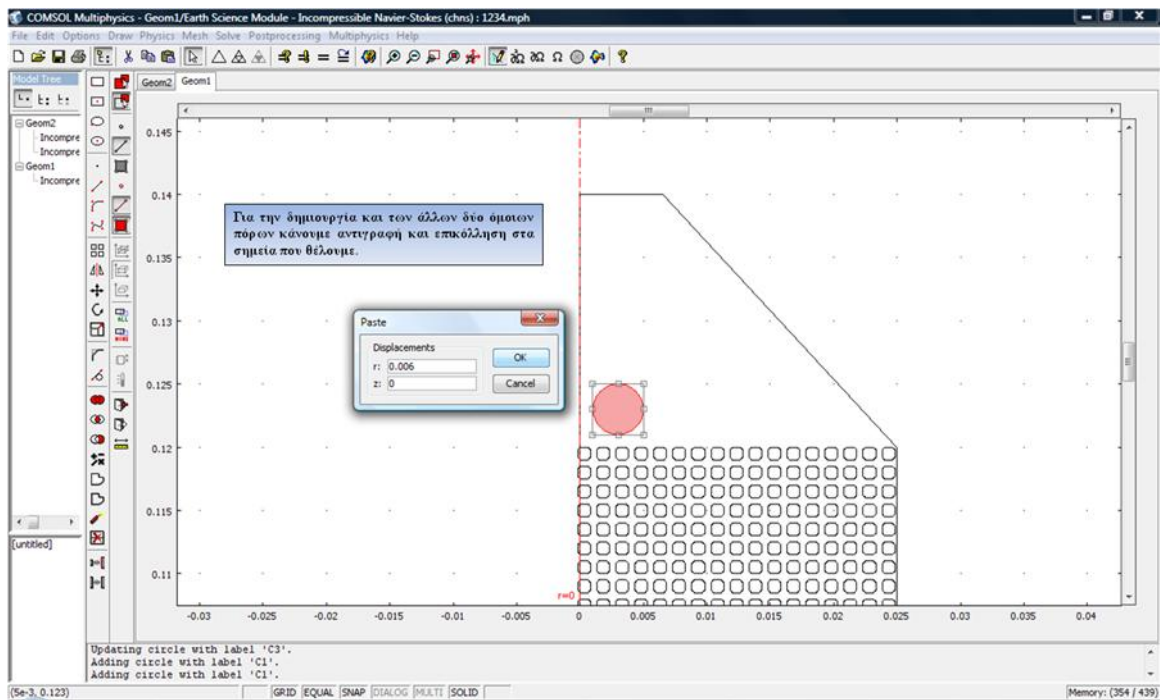 COMSOL Multiphysics - Geom1/Earth Science Module - Incompressible Navier-Stokes (chns) : 1234.mph
File Edit Options Draw Physics Mesh Solve Postprocessing Multiphysics Help
Model Tree
Geom2 Geom1
Geom2
Incompre
Incompre
Geom1
Incompre
0.145
0.14
0.135
0.13
0.125
0.12
0.115
0.11
Για την δημιουργία και των άλλων δύο όμοιων
πόρων κάνουμε αντιγραφή και επικόλληση στα
σημεία που θέλουμε.
Paste
Displacements
r: 0.006
z: 0
OK
Cancel
r=0
-0.03 -0.025 -0.02 -0.015 -0.01 -0.005 0 0.005 0.01 0.015 0.02 0.025 0.03 0.035 0.04
[untitled]
Updating circle with label 'C3'.
Adding circle with label 'C1'.
Adding circle with label 'C1'.
(5e-3, 0.123)
GRID EQUAL SNAP DIALOG MULTI SOLID
Memory: (354 / 439)